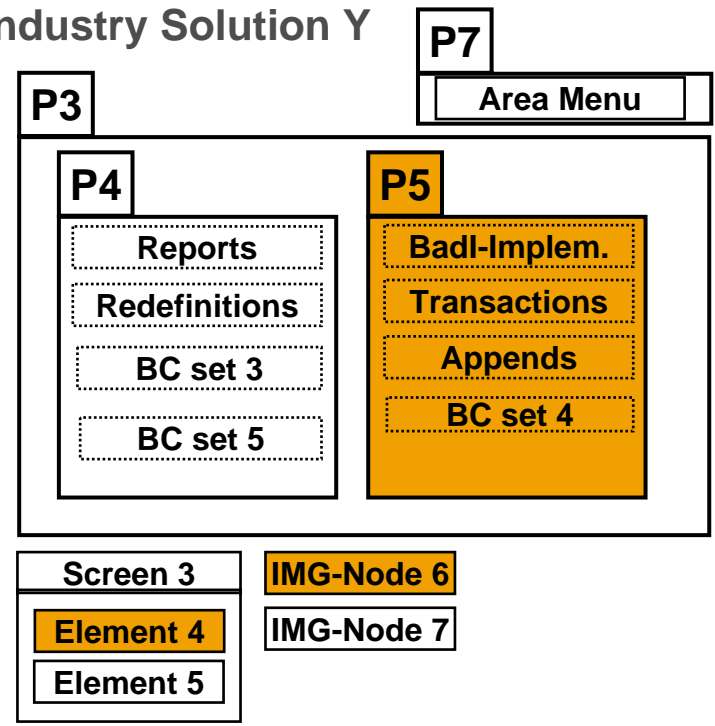 ndustry Solution Y
P7
Area Menu
P3
P4
Reports
Redefinitions
BC set 3
BC set 5
P5
BadI-Implem.
Transactions
Appends
BC set 4
Screen 3
Element 4
Element 5
IMG-Node 6
IMG-Node 7